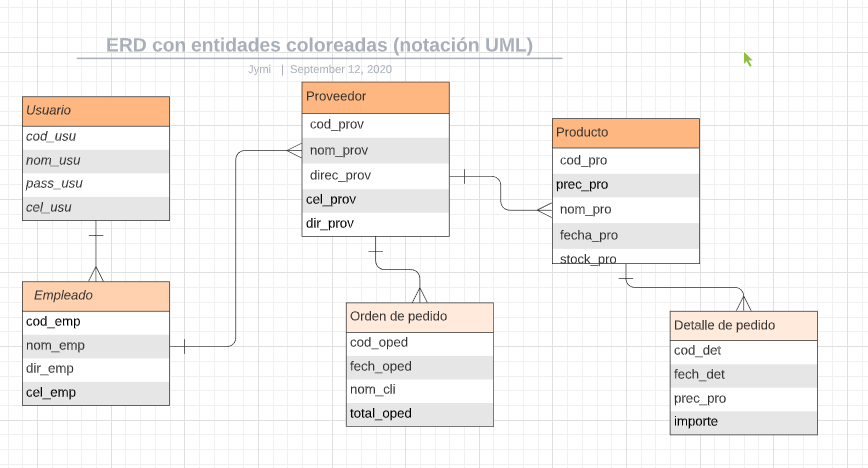 ERD con entidades coloreadas (notación UML)
Jymi | September 12, 2020
Usuario
cod_usu
nom_usu
pass_usu
cel_usu
Empleado
cod_emp
nom_emp
dir_emp
cel_emp
Proveedor
cod_prov
nom_prov
direc_prov
cel_prov
dir_prov
Orden de pedido
cod_oped
fech_oped
nom_cli
total_oped
Producto
cod_pro
prec_pro
nom_pro
fecha_pro
stock_pro
Detalle de pedido
cod_det
fech_det
prec_pro
importe